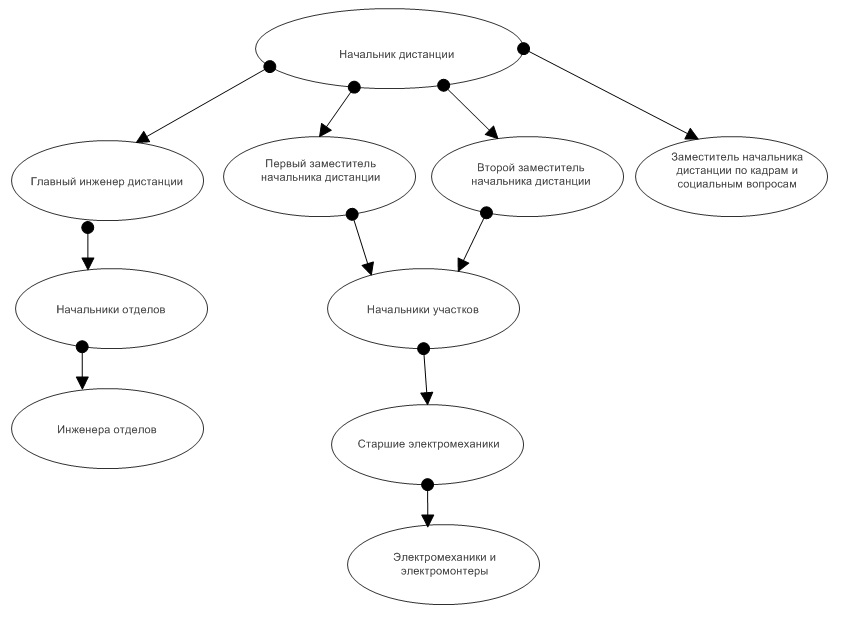 Начальник дистанции
Главный инженер дистанции
Первый заместитель
начальника дистанции
Второй заместитель
начальника дистанции
Заместитель начальника
дистанции по кадрам и
социальным вопросам
Начальники отделов
Начальники участков
Инженера отделов
Старшие электромеханики
Электромеханики и
электромонтеры